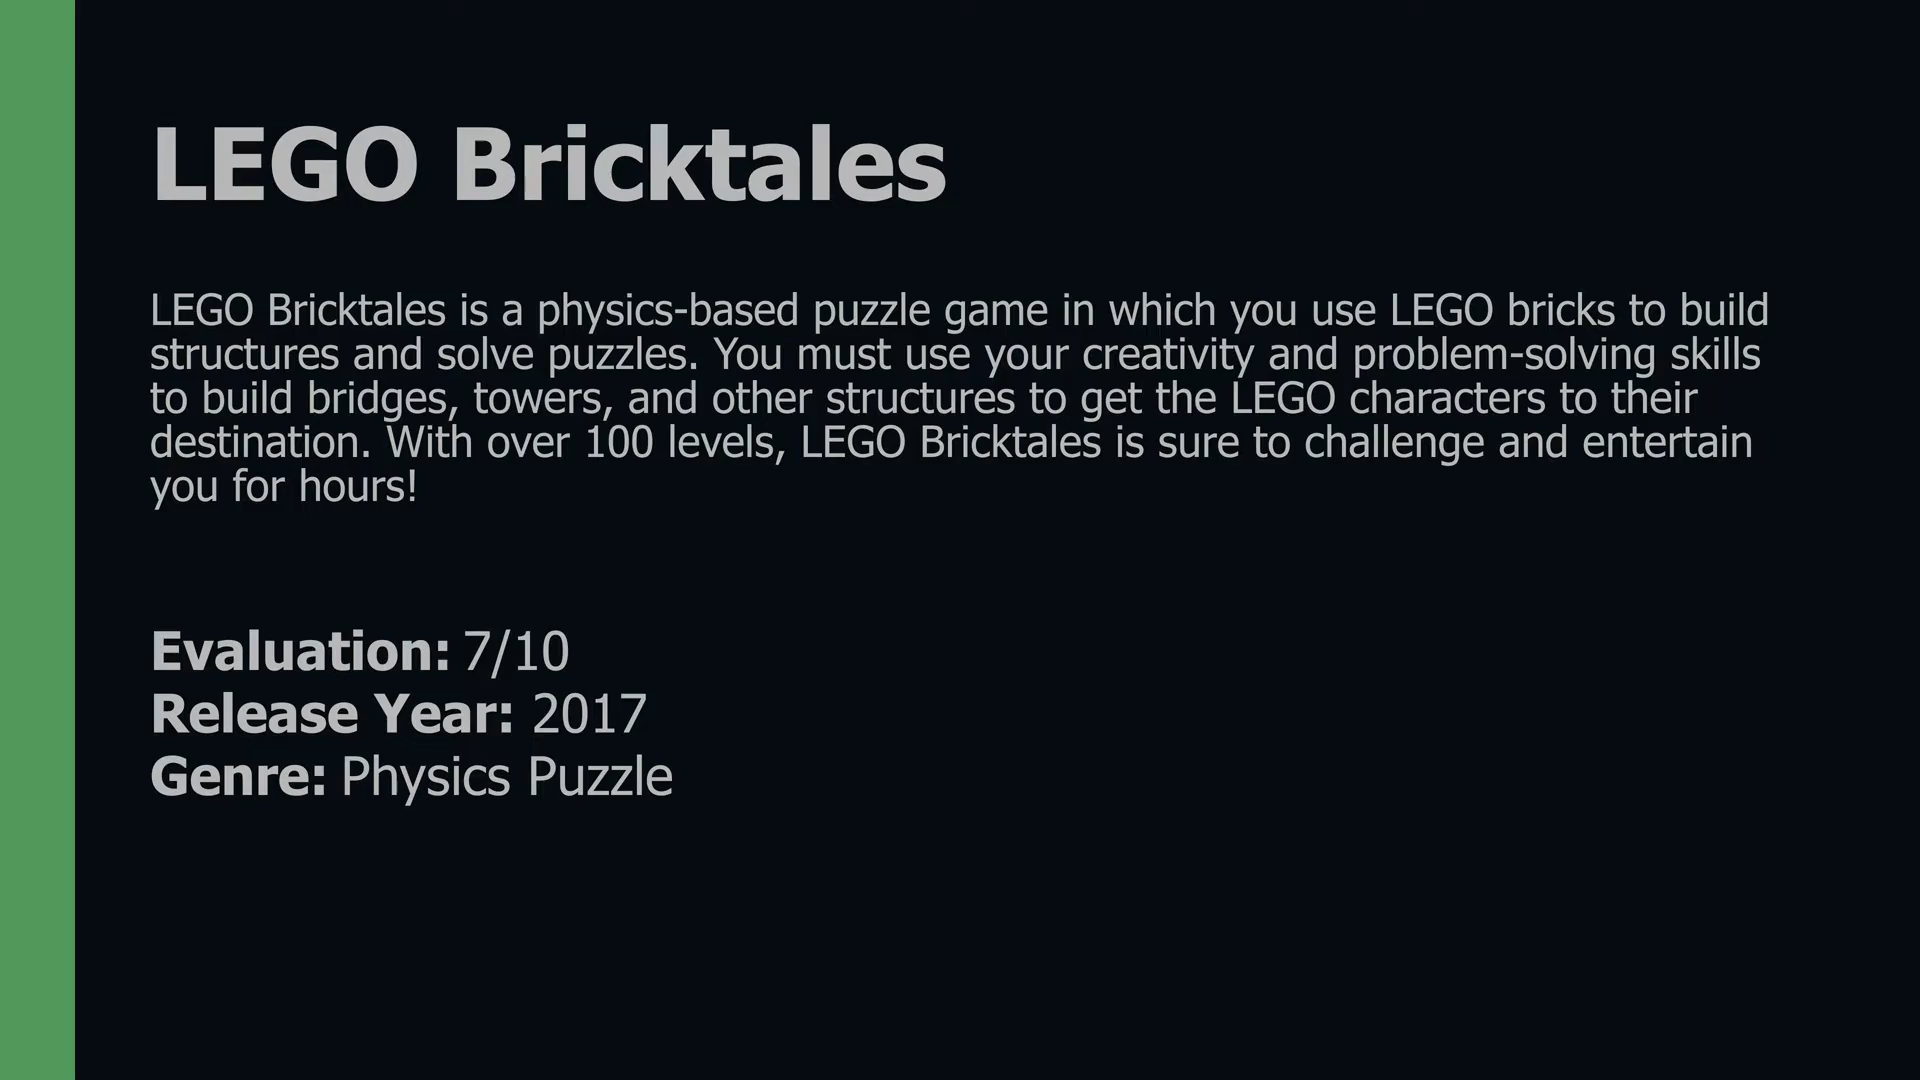 LEGO Bricktales
LEGO Bricktales is a physics-based puzzle game in which you use LEGO bricks to build
structures and solve puzzles. You must use your creativity and problem-solving skills
to build bridges, towers, and other structures to get the LEGO characters to their
destination. With over 100 levels, LEGO Bricktales is sure to challenge and entertain
you for hours!
Evaluation: 7/10
Release Year: 2017
Genre: Physics Puzzle